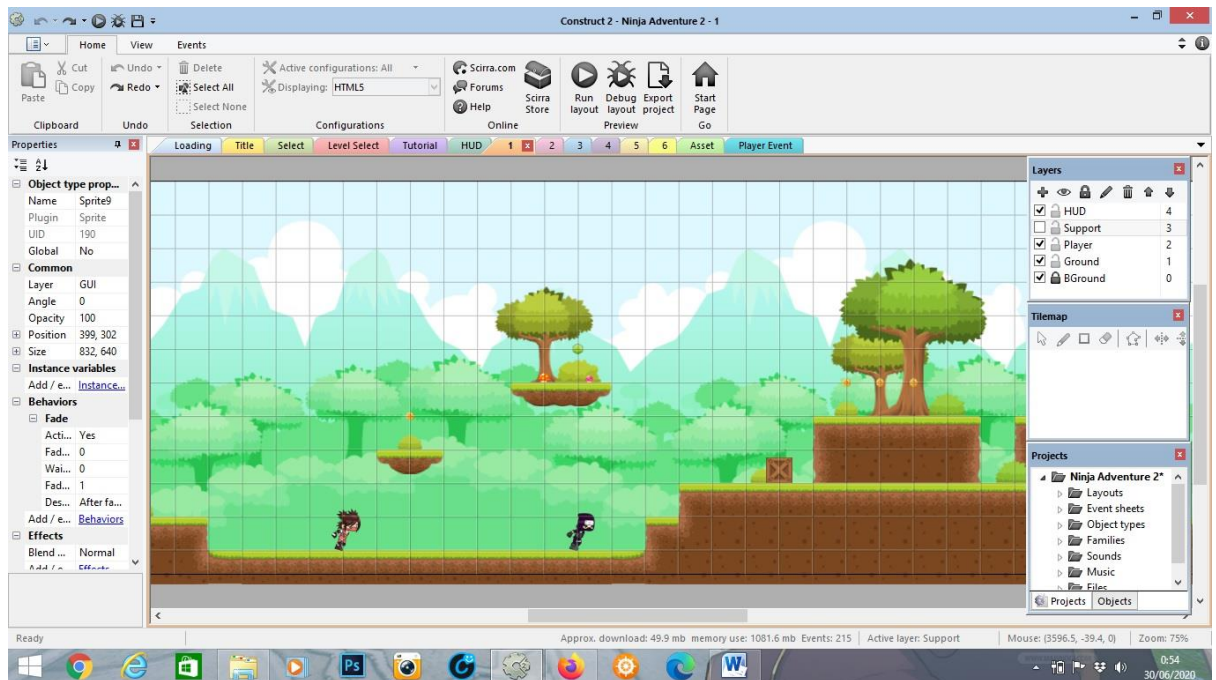 Construct 2 - Ninja Adventure 2 - 1
Home View Events
Paste
Cut
Copy
Clipboard
Undo
Redo
Undo
Delete
Select All
Select None
Selection
Active configurations: All
Displaying: HTML5
Configurations
Scirra.com
Forums
Help
Scirra Store
Online
Run layout
Debug layout
Export project
Preview
Start Page
Go
Properties
Loading Title Select Level Select Tutorial HUD 1 2 3 4 5 6 Asset Player Event
Object type prop...
Name Sprite9
Plugin Sprite
UID 190
Global No
Common
Layer GUI
Angle 0
Opacity 100
Position 399, 302
Size 832, 640
Instance variables
Add / e... Instance...
Behaviors
Fade
Acti... Yes
Fad... 0
Wai... 0
Fad... 1
Des... After fa...
Add / e... Behaviors
Effects
Blend ... Normal
Add / e... Effects
Layers
HUD 4
Support 3
Player 2
Ground 1
BGround 0
Tilemap
Projects
Ninja Adventure 2*
Layouts
Event sheets
Object types
Families
Sounds
Music
Files
Projects Objects
Ready
Approx. download: 49.9 mb memory use: 1081.6 mb Events: 215 Active layer: Support Mouse: (3596.5, -39.4, 0) Zoom: 75%
Ps
W
0:54
30/06/2020